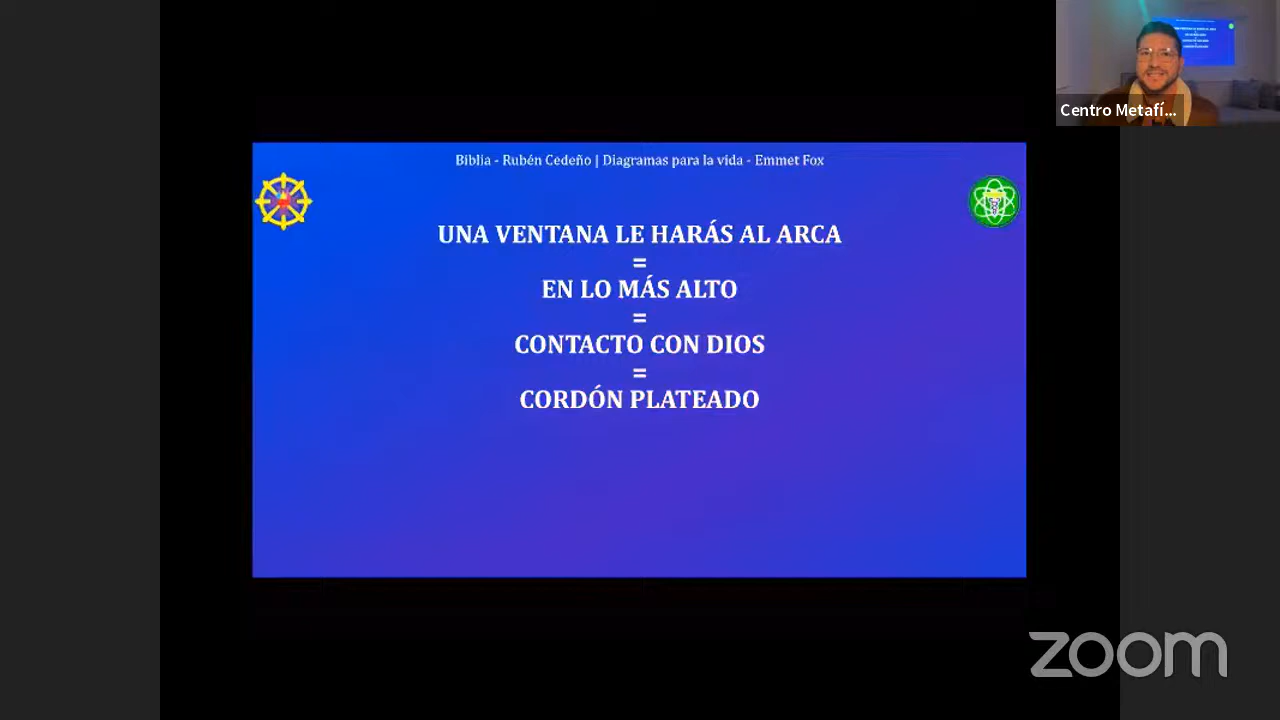 Biblia - Rubén Cedeño | Diagramas para la vida - Emmet Fox
UNA VENTANA LE HARÁS AL ARCA
=
EN LO MÁS ALTO
=
CONTACTO CON DIOS
=
CORDÓN PLATEADO
Centro Metafí...
zoom